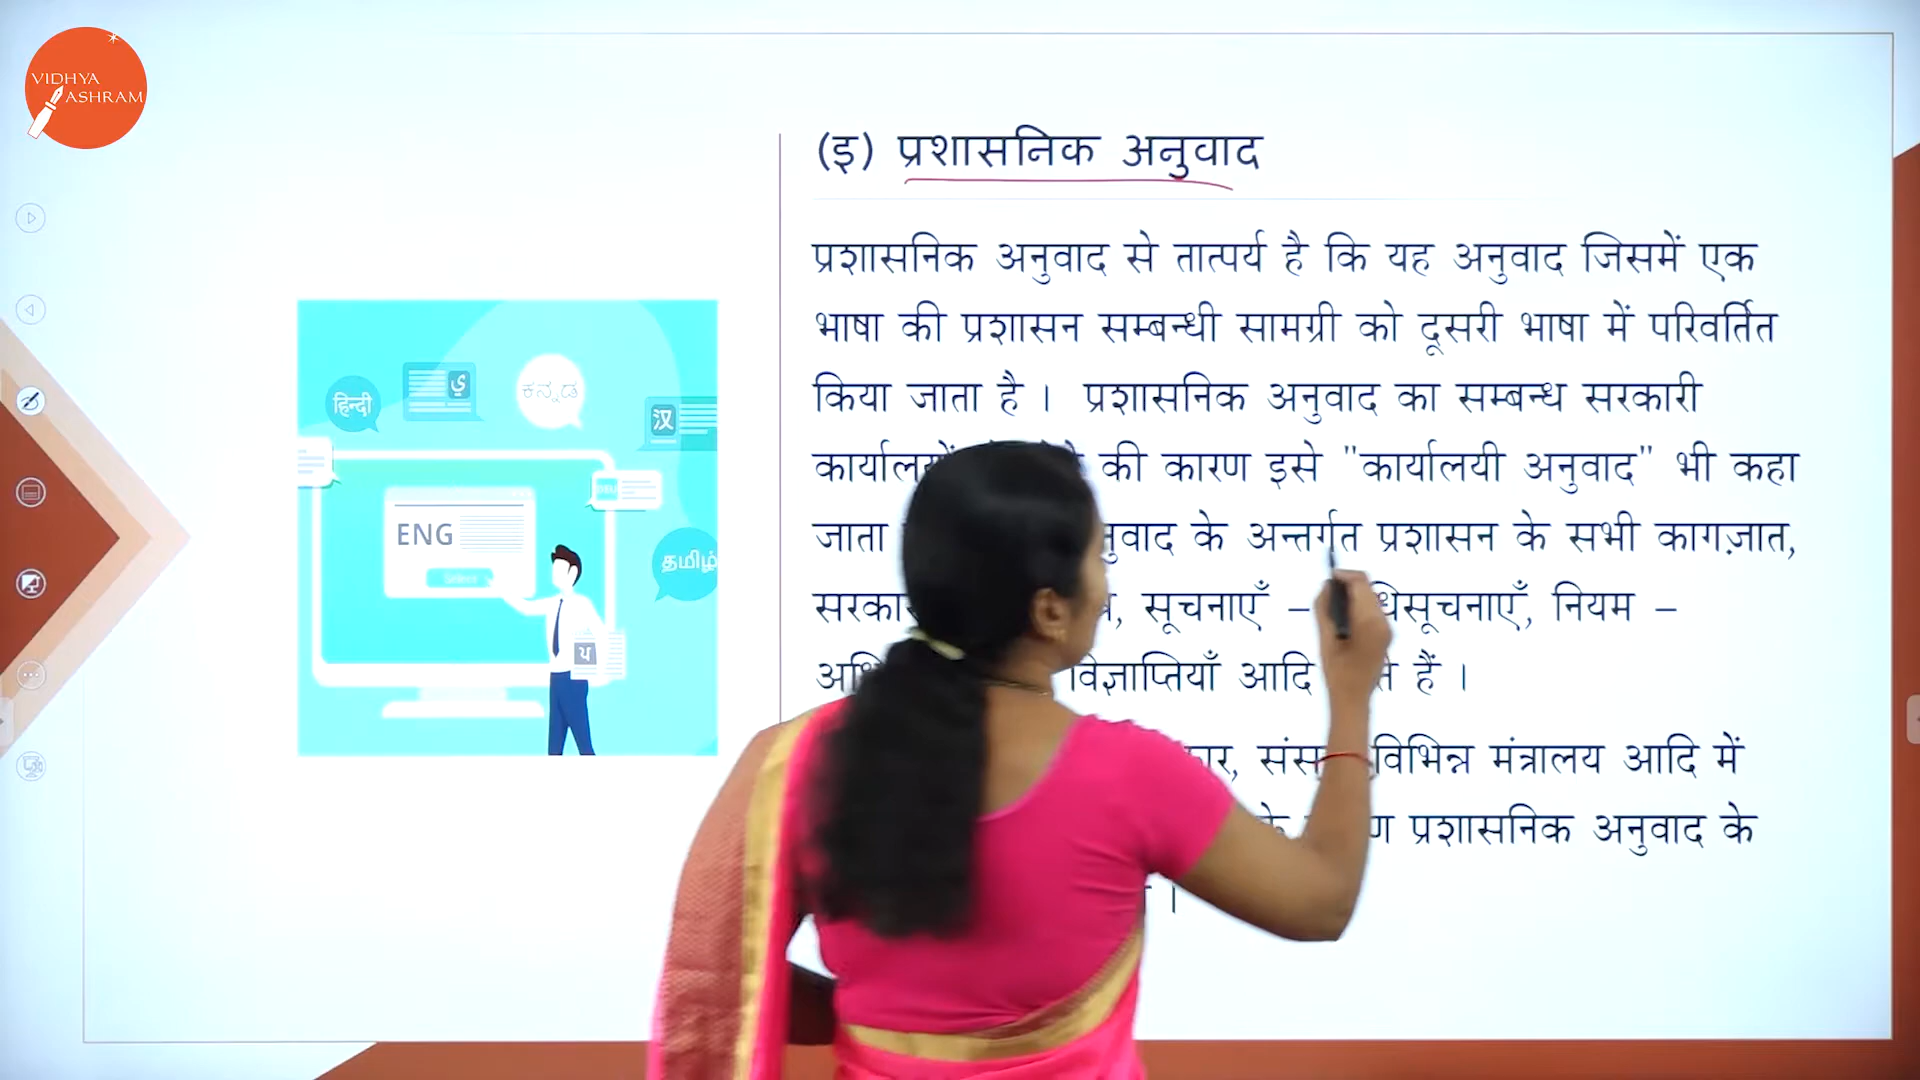 VIDHYA
ASHRAM
(इ) प्रशासनिक अनुवाद
प्रशासनिक अनुवाद से तात्पर्य है कि यह अनुवाद जिसमें एक
भाषा की प्रशासन सम्बन्धी सामग्री को दूसरी भाषा में परिवर्तित
किया जाता है । प्रशासनिक अनुवाद का सम्बन्ध सरकारी
की कारण इसे "कार्यालयी अनुवाद" भी कहा
जाता के अन्तर्गत प्रशासन के सभी कागज़ात,
सूचनाएँ – नियम –
विज्ञाप्तियाँ आदि हैं ।
विभिन्न मंत्रालय आदि में
प्रशासनिक अनुवाद के
।
हिन्दी
ي
ಕನ್ನಡ
汉
ENG
தமிழ்